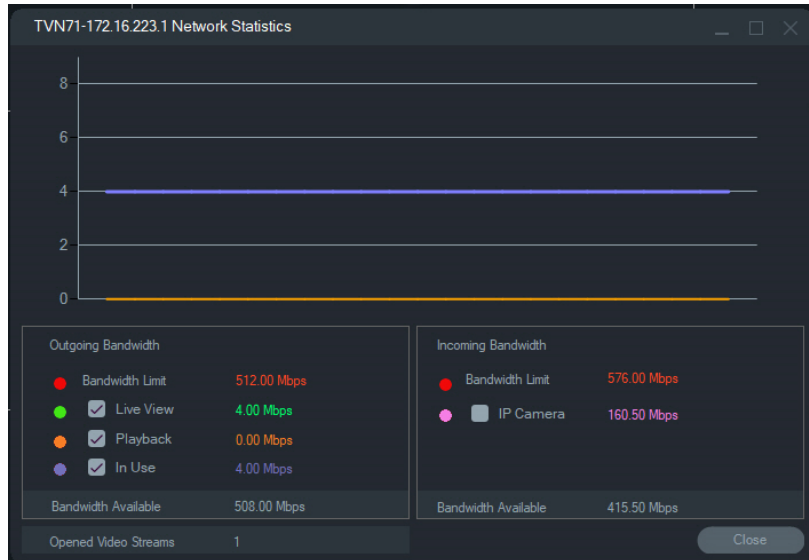 TVN71-172.16.223.1 Network Statistics
8
6
4
2
0
Outgoing Bandwidth
Bandwidth Limit 512.00 Mbps
Live View 4.00 Mbps
Playback 0.00 Mbps
In Use 4.00 Mbps
Bandwidth Available 508.00 Mbps
Opened Video Streams 1
Incoming Bandwidth
Bandwidth Limit 576.00 Mbps
IP Camera 160.50 Mbps
Bandwidth Available 415.50 Mbps
Close